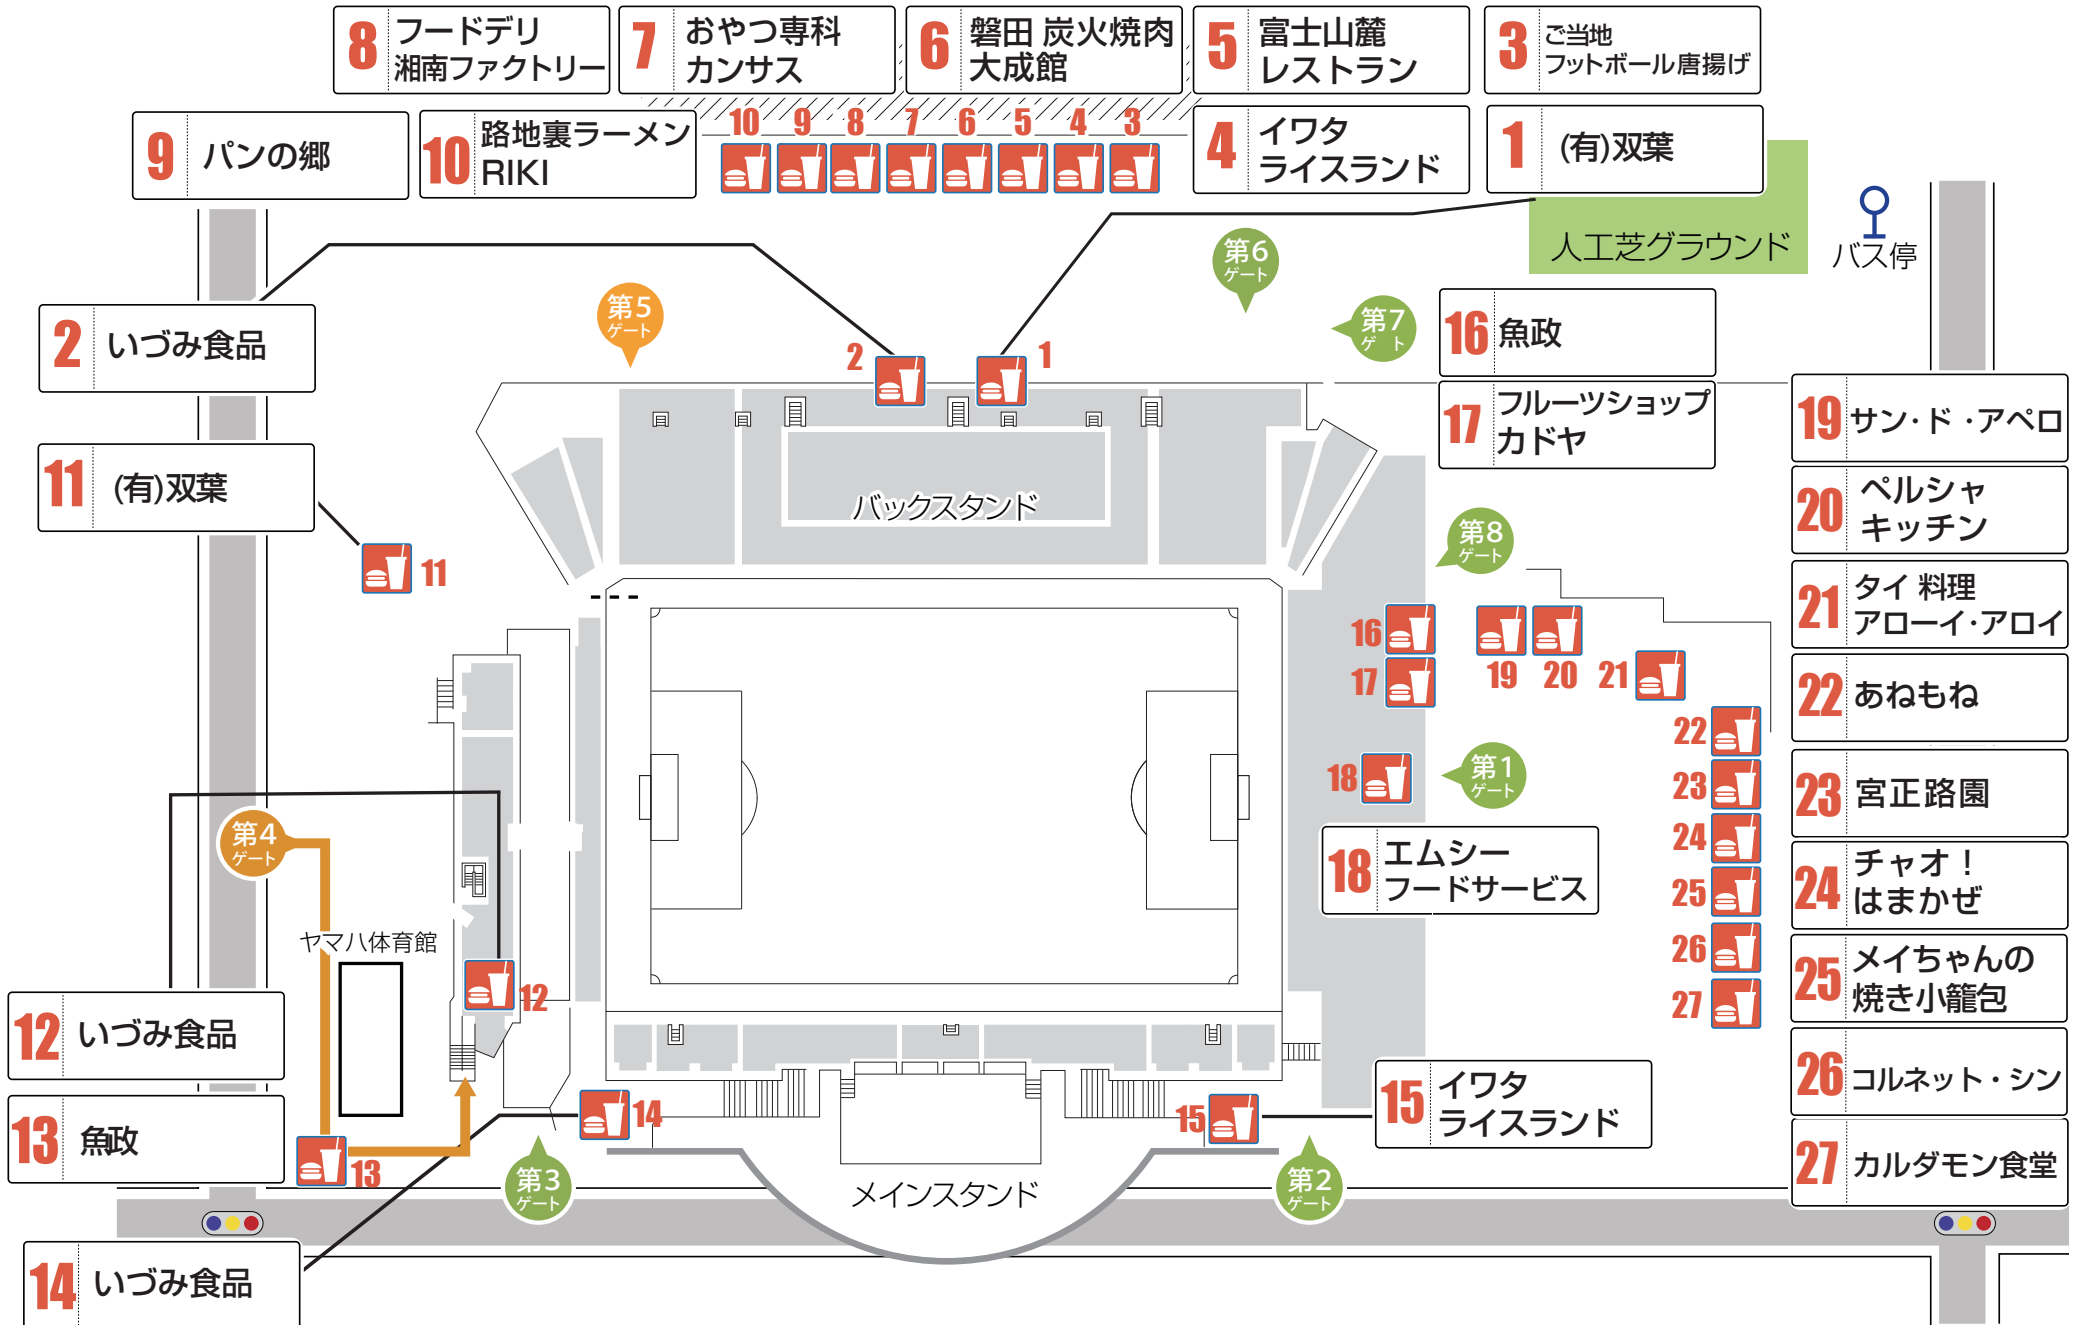 8
フードデリ
湘南ファクトリー
7
おやつ専科
カンサス
6
磐田 炭火焼肉
大成館
5
富士山麓
レストラン
3
ご当地
フットボール唐揚げ
9
パンの郷
10
路地裏ラーメン
RIKI
10 9 8 7 6 5 4 3
4
イワタ
ライスランド
1
(有)双葉
人工芝グラウンド
バス停
第6
ゲート
第5
ゲート
第7
ゲート
2
いづみ食品
2
1
16
魚政
17
フルーツショップ
カドヤ
19
サン・ド・アペロ
11
(有)双葉
11
バックスタンド
第8
ゲート
20
ペルシャ
キッチン
21
タイ 料理
アローイ・アロイ
16
17
19 20 21
22
あねもね
22
18
第1
ゲート
23
23
宮正路園
第4
ゲート
18
エムシー
フードサービス
24
24
チャオ！
はまかぜ
25
ヤマハ体育館
26
25
メイちゃんの
焼き小籠包
12
27
12
いづみ食品
26
コルネット・シン
13
魚政
13
14
15
15
イワタ
ライスランド
27
カルダモン食堂
第3
ゲート
メインスタンド
第2
ゲート
14
いづみ食品